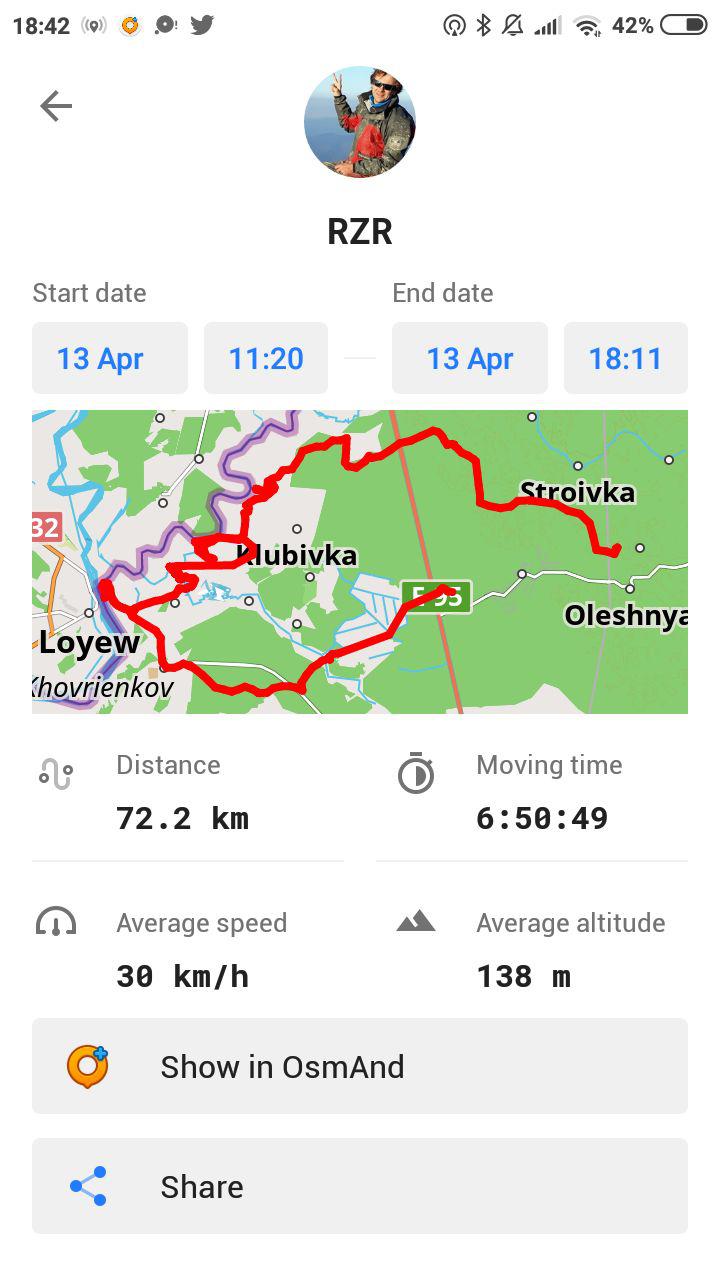 18:42
42%
RZR
Start date
End date
13 Apr
11:20
13 Apr
18:11
Stroivka
32
Klubivka
E 95
Oleshnya
Loyew
Khovrienkov
Distance
Moving time
72.2 km
6:50:49
Average speed
Average altitude
30 km/h
138 m
Show in OsmAnd
Share